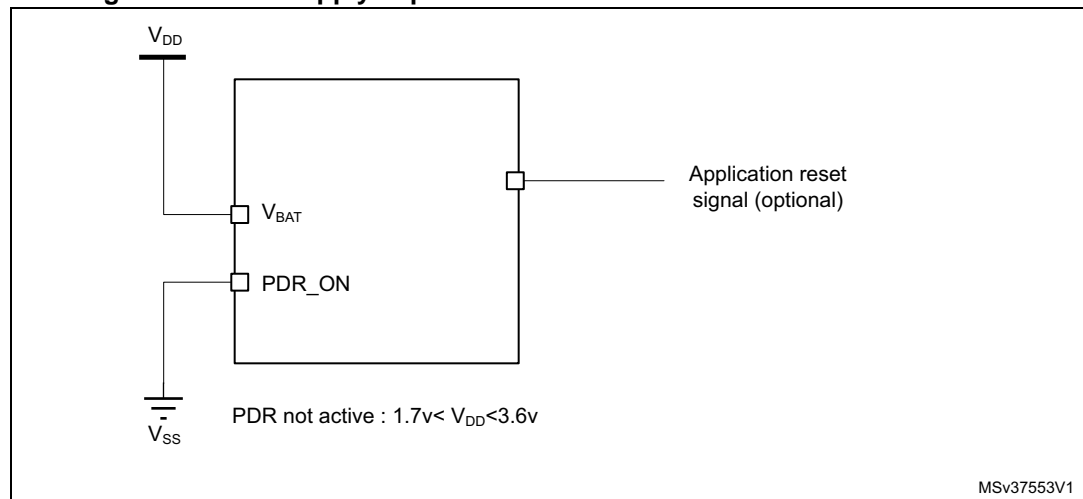 V_DD
V_BAT
PDR_ON
Application reset
signal (optional)
V_SS
PDR not active : 1.7v< V_DD<3.6v
MSv37553V1